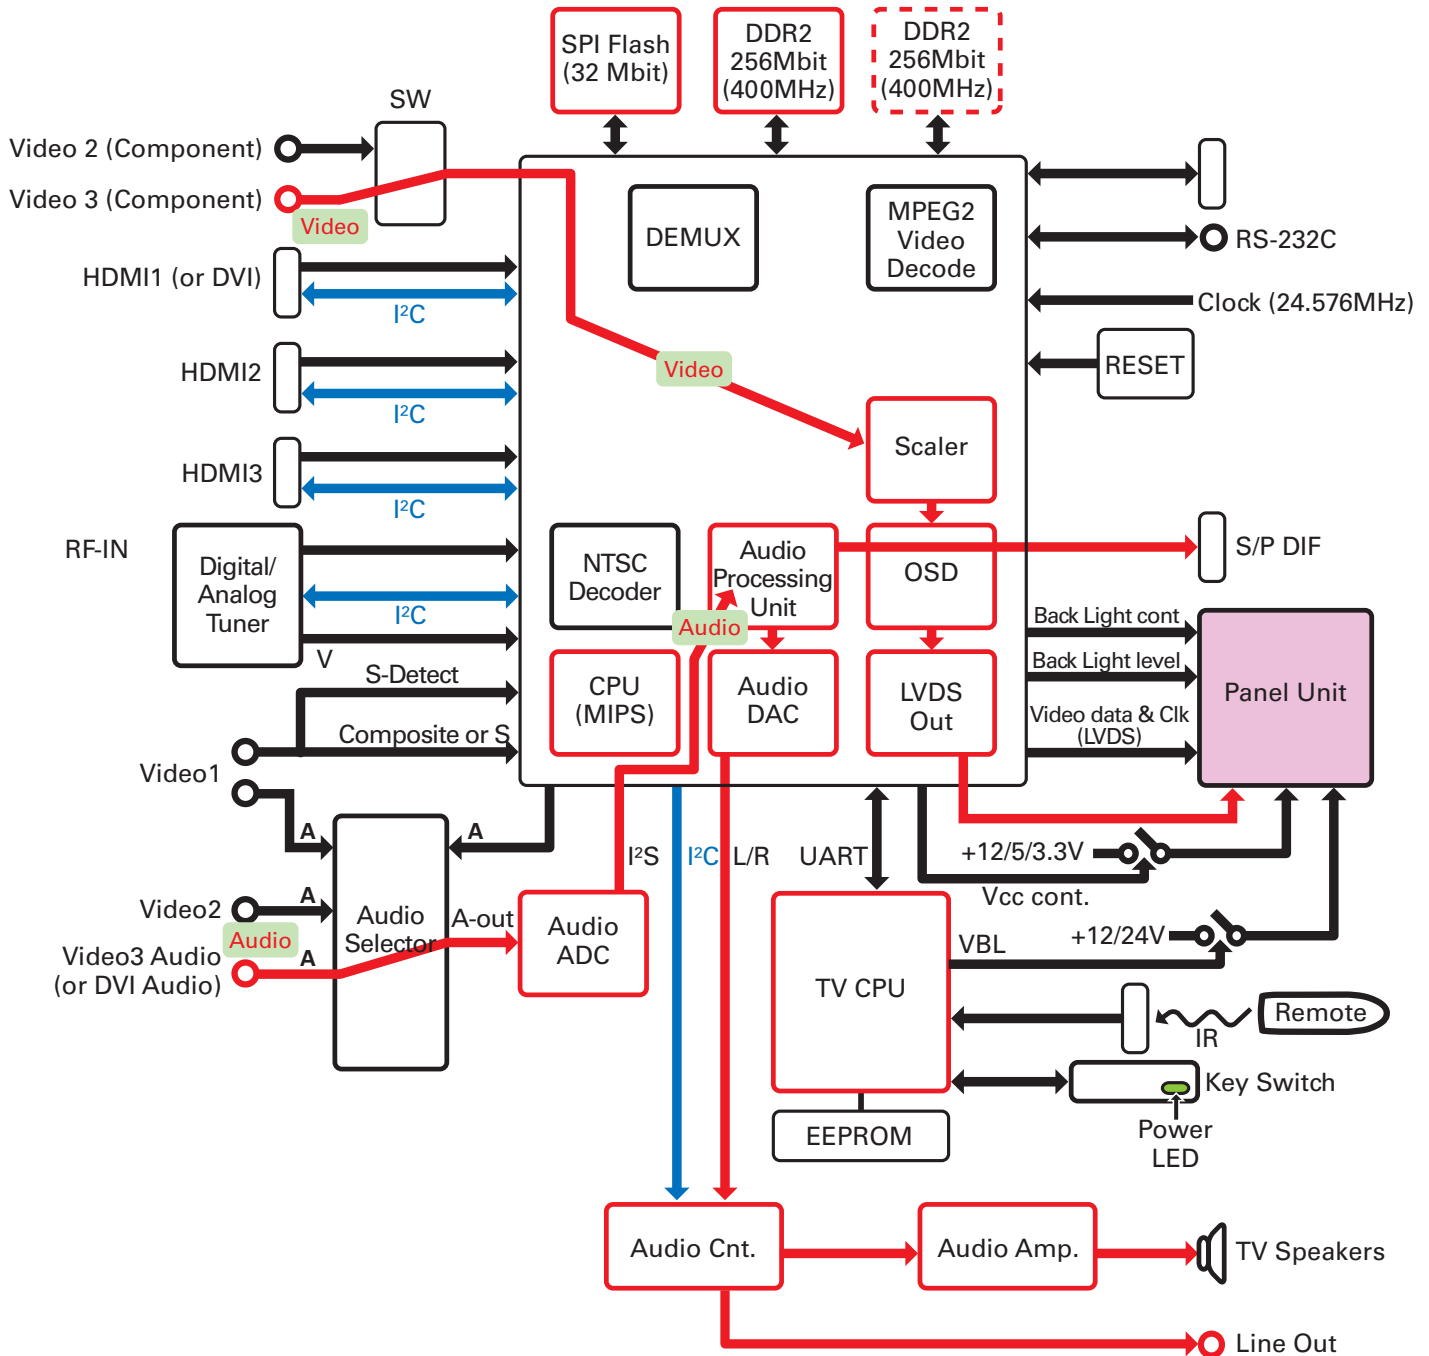 SPI Flash
(32 Mbit)
DDR2
256Mbit
(400MHz)
DDR2
256Mbit
(400MHz)
SW
Video 2 (Component)
Video 3 (Component)
Video
DEMUX
MPEG2
Video
Decode
RS-232C
HDMI1 (or DVI)
I²C
Clock (24.576MHz)
HDMI2
I²C
Video
RESET
HDMI3
I²C
Scaler
RF-IN
Digital/
Analog
Tuner
I²C
V
NTSC
Decoder
Audio
Processing
Unit
OSD
S/P DIF
Audio
Back Light cont
Back Light level
Video data & Clk
(LVDS)
Panel Unit
S-Detect
Composite or S
CPU
(MIPS)
Audio
DAC
LVDS
Out
Video1
A
A
I²S
I²C
L/R
UART
+12/5/3.3V
Vcc cont.
Video2
A
Audio
Video3 Audio
(or DVI Audio)
A
Audio
Selector
A-out
Audio
ADC
TV CPU
VBL
+12/24V
IR
Remote
Key Switch
Power
LED
EEPROM
Audio Cnt.
Audio Amp.
TV Speakers
Line Out